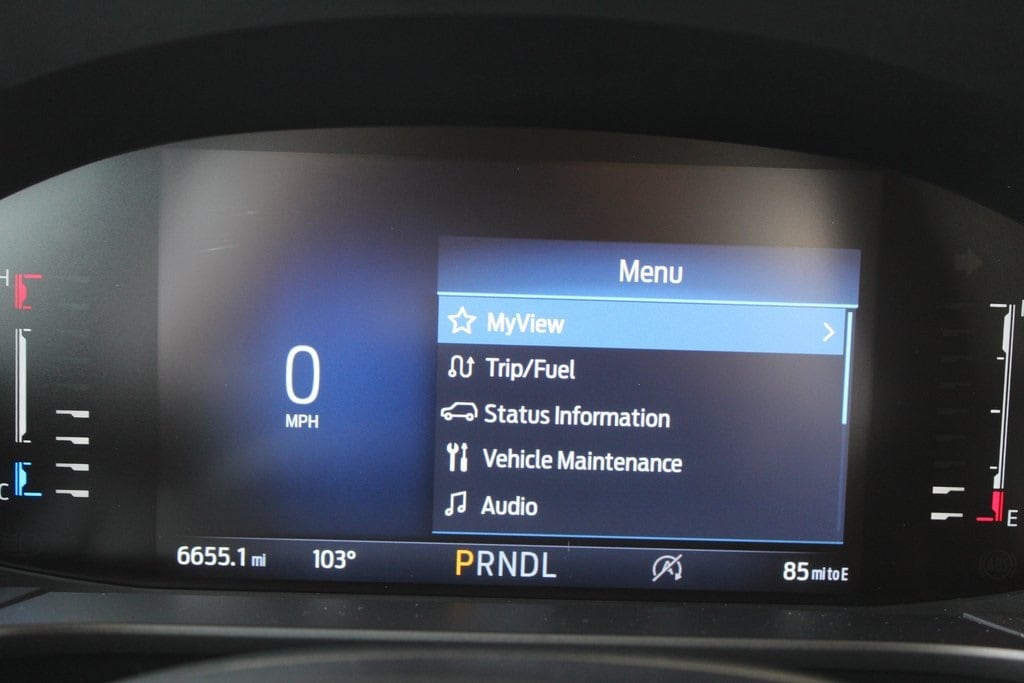 Menu
MyView
Trip/Fuel
Status Information
Vehicle Maintenance
Audio
0
MPH
H
C
E
6655.1 mi
103°
PRNDL
A
85 mi to E
ABS